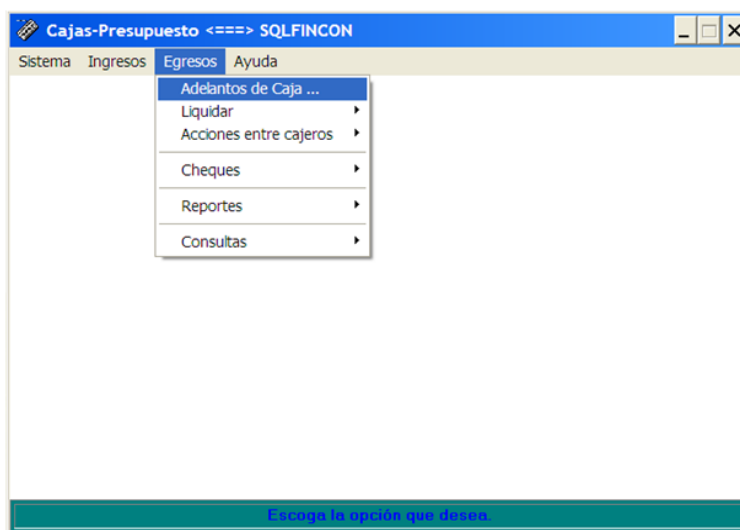 Cajas-Presupuesto <===> SQLFINCON
Sistema Ingresos Egresos Ayuda
Adelantos de Caja ...
Liquidar
Acciones entre cajeros
Cheques
Reportes
Consultas
Escoga la opción que desea.